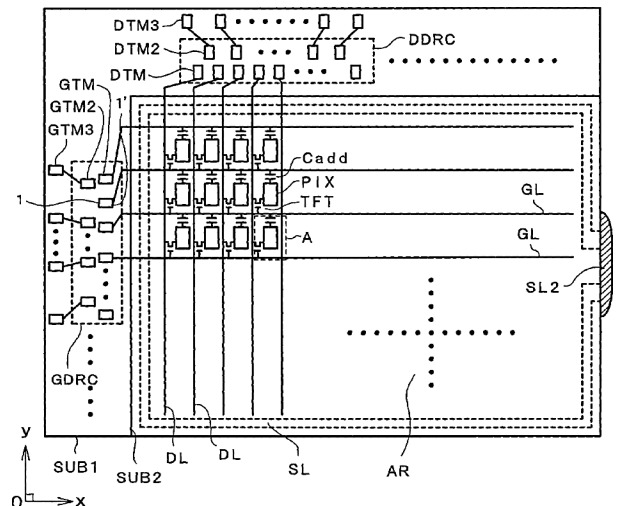 DTM3
DTM2
DTM
DDRC
GTM
GTM2
1'
GTM3
1
Cadd
PIX
TFT
GL
A
GL
SL2
GDRC
AR
y
SUB1
SUB2
DL
DL
SL
O
x